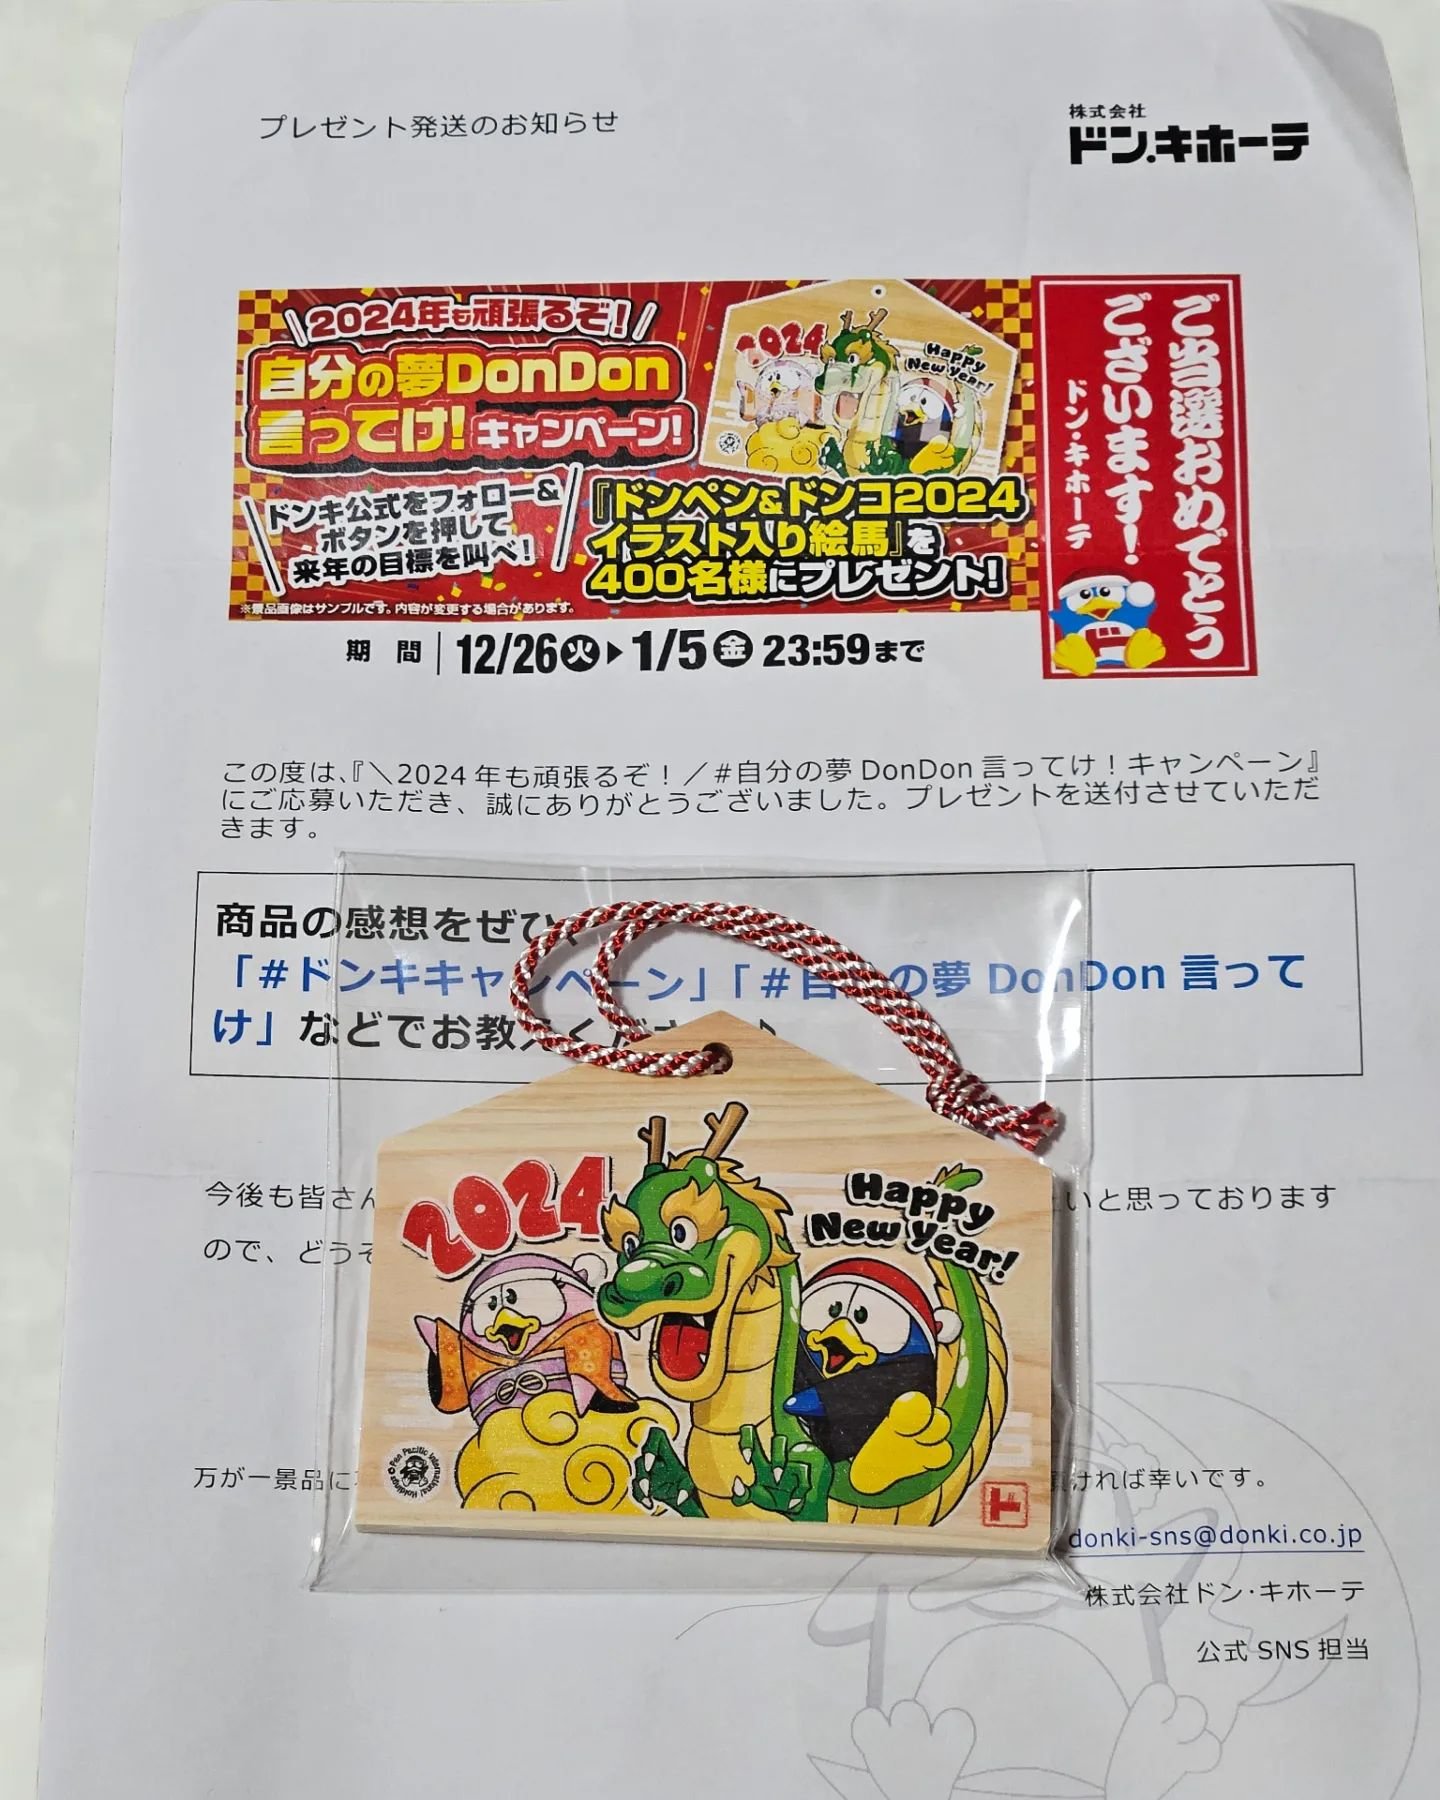 プレゼント発送のお知らせ
株式会社
ドン.キホーテ
\2024年も頑張るぞ!/
自分の夢DonDon
言ってけ!キャンペーン!
ドンキ公式をフォロー&
ボタンを押して
来年の目標を叫べ!
2024
Happy
New Year!
『ドンペン&ドンコ2024
イラスト入り絵馬』を
400名様にプレゼント!
※景品画像はサンプルです。内容が変更する場合があります。
ご当選おめでとう
ございます!
ドン・キホーテ
期間 12/26火▶1/5金 23:59まで
この度は、『＼2024年も頑張るぞ！／#自分の夢DonDon言ってけ！キャンペーン』
にご応募いただき、誠にありがとうございました。プレゼントを送付させていただ
きます。
商品の感想をぜひ、
「#ドンキキャンペーン」「#自分の夢DonDon言って
け」などでお教えください♪
今後も皆さん
いと思っております
ので、どうぞ
2024
Happy
New Year!
©Pan Pacific International Holdings
ド
万が一景品に
ければ幸いです。
donki-sns@donki.co.jp
株式会社ドン・キホーテ
公式SNS担当